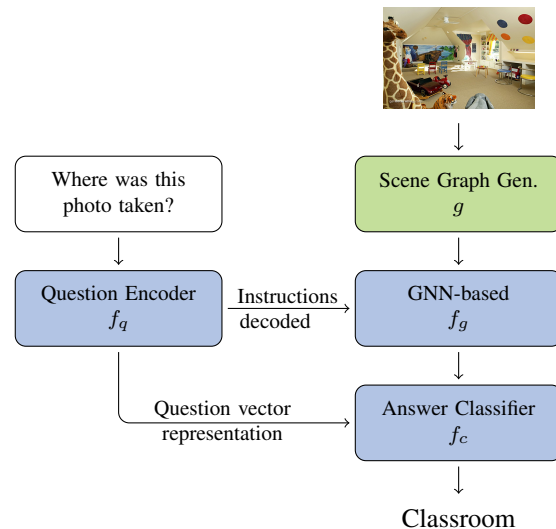 Where was this
photo taken?
Scene Graph Gen.
g
Question Encoder
f_q
Instructions
decoded
GNN-based
f_g
Question vector
representation
Answer Classifier
f_c
Classroom